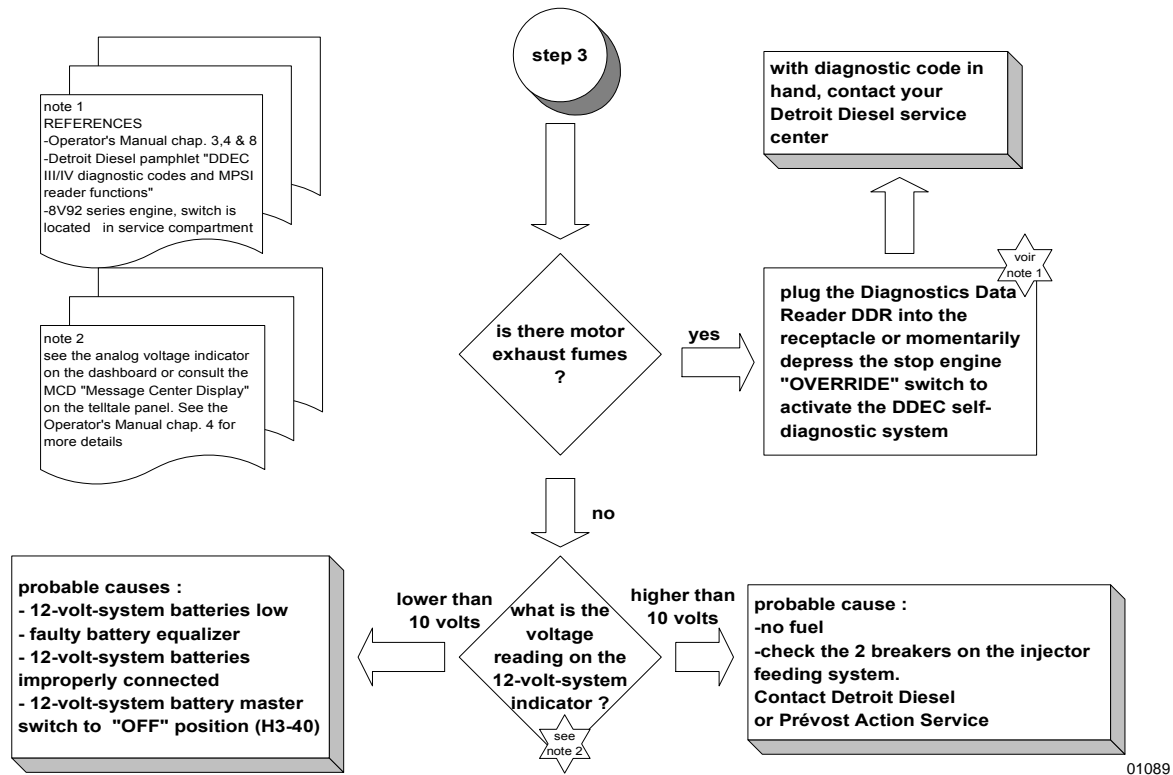 note 1
REFERENCES
-Operator's Manual chap. 3,4 & 8
-Detroit Diesel pamphlet "DDEC
III/IV diagnostic codes and MPSI
reader functions"
-8V92 series engine, switch is
located in service compartment
note 2
see the analog voltage indicator
on the dashboard or consult the
MCD "Message Center Display"
on the telltale panel. See the
Operator's Manual chap. 4 for
more details
step 3
is there motor
exhaust fumes
?
yes
voir
note 1
plug the Diagnostics Data
Reader DDR into the
receptacle or momentarily
depress the stop engine
"OVERRIDE" switch to
activate the DDEC self-
diagnostic system
with diagnostic code in
hand, contact your
Detroit Diesel service
center
no
what is the
voltage
reading on the
12-volt-system
indicator ?
see
note 2
lower than
10 volts
probable causes :
- 12-volt-system batteries low
- faulty battery equalizer
- 12-volt-system batteries
improperly connected
- 12-volt-system battery master
switch to "OFF" position (H3-40)
higher than
10 volts
probable cause :
-no fuel
-check the 2 breakers on the injector
feeding system.
Contact Detroit Diesel
or Prévost Action Service
01089